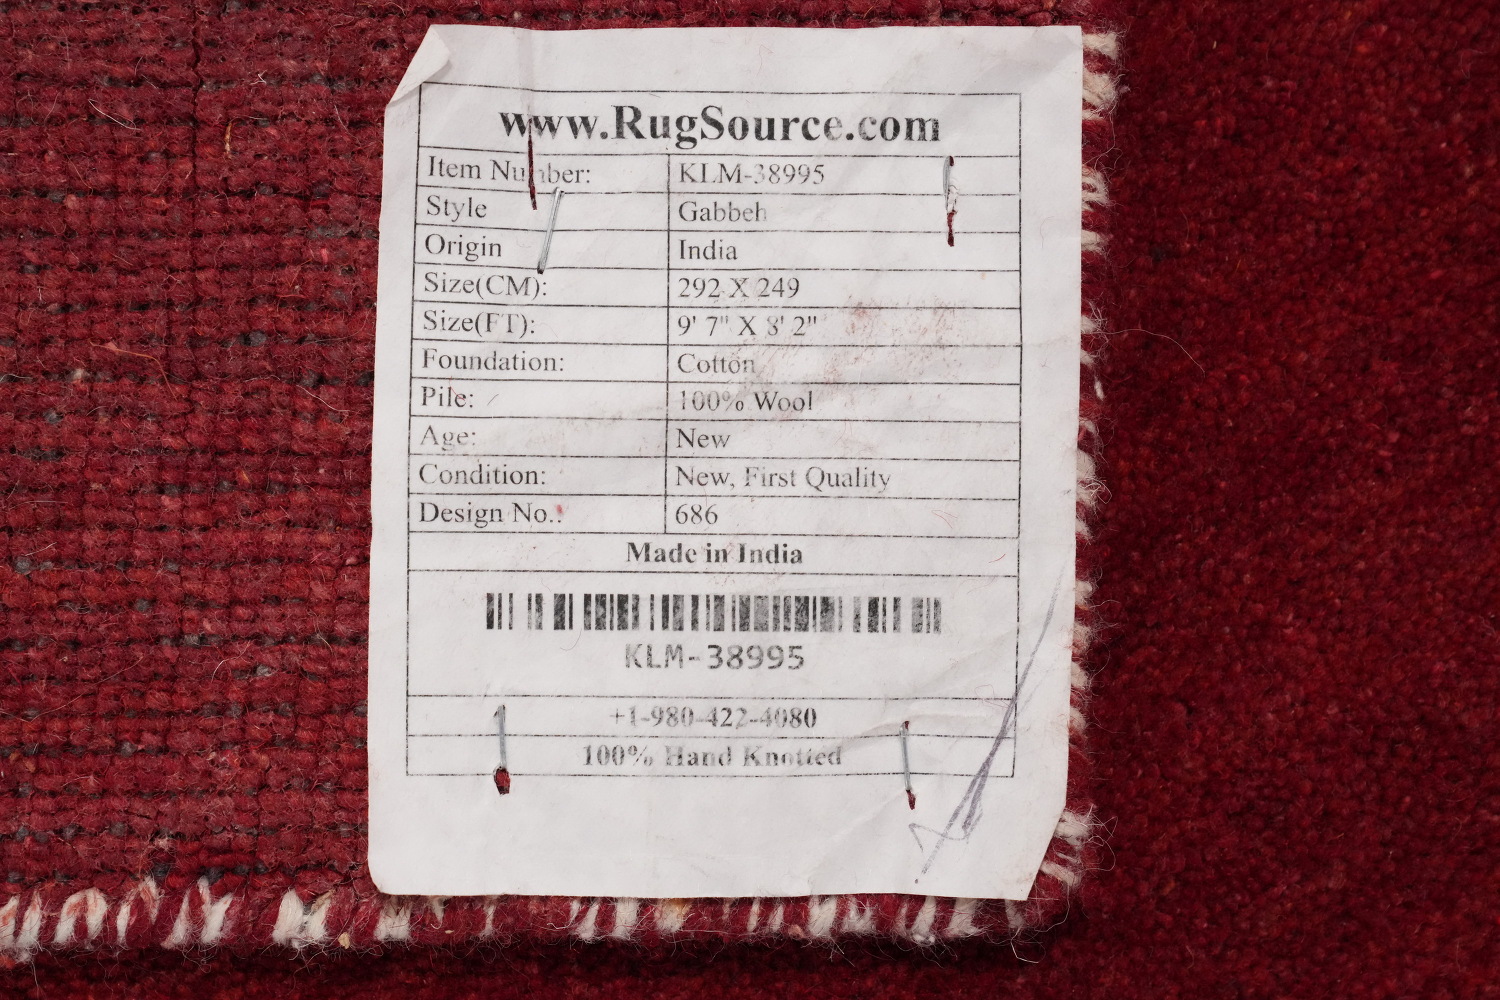 www.RugSource.com
Item Number: KLM-38995
Style Gabbeh
Origin India
Size(CM): 292 X 249
Size(FT): 9' 7" X 8' 2"
Foundation: Cotton
Pile: 100% Wool
Age: New
Condition: New, First Quality
Design No.: 686
Made in India
KLM-38995
+1-980-422-4080
100% Hand Knotted